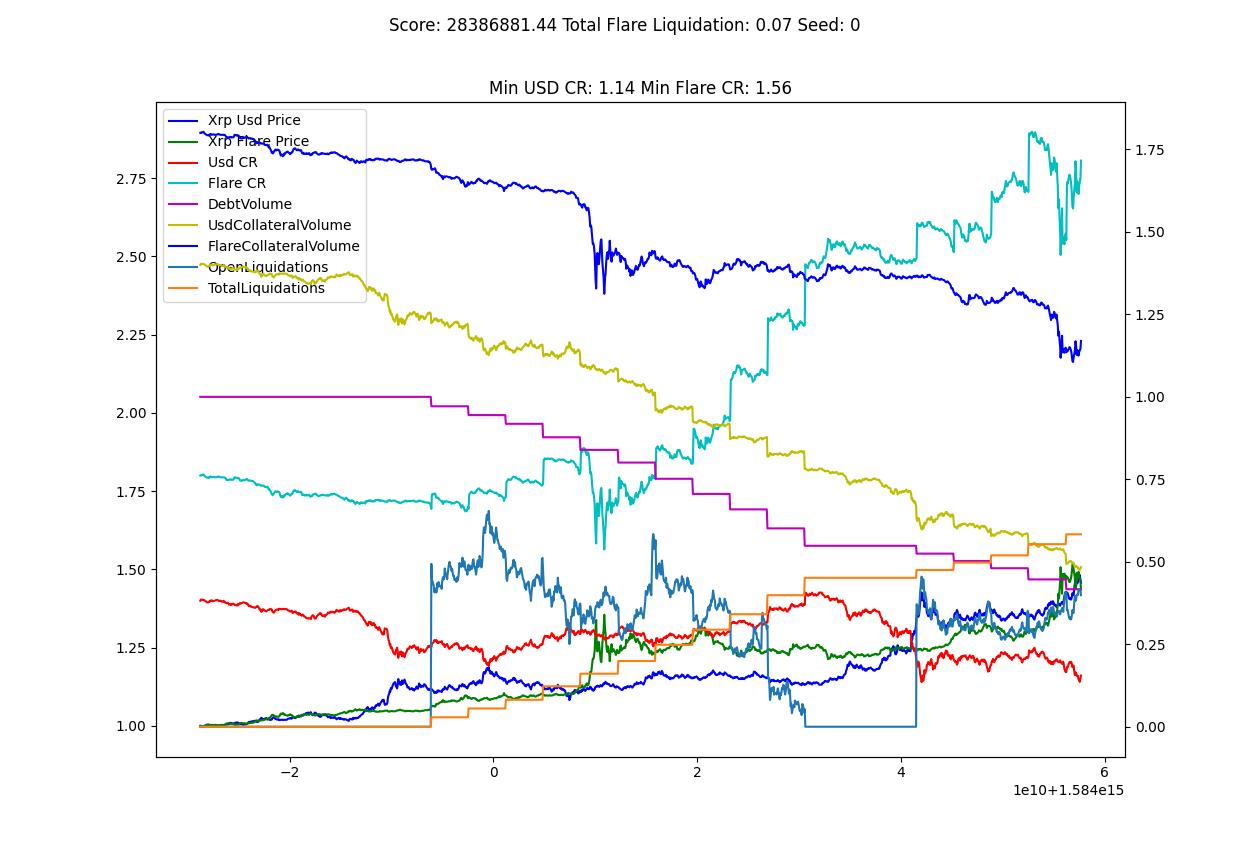 Score: 28386881.44 Total Flare Liquidation: 0.07 Seed: 0
Min USD CR: 1.14 Min Flare CR: 1.56
Xrp Usd Price
Xrp Flare Price
Usd CR
Flare CR
DebtVolume
UsdCollateralVolume
FlareCollateralVolume
OpenLiquidations
TotalLiquidations
2.75
2.50
2.25
2.00
1.75
1.50
1.25
1.00
1.75
1.50
1.25
1.00
0.75
0.50
0.25
0.00
−2 0 2 4 6
1e10+1.584e15